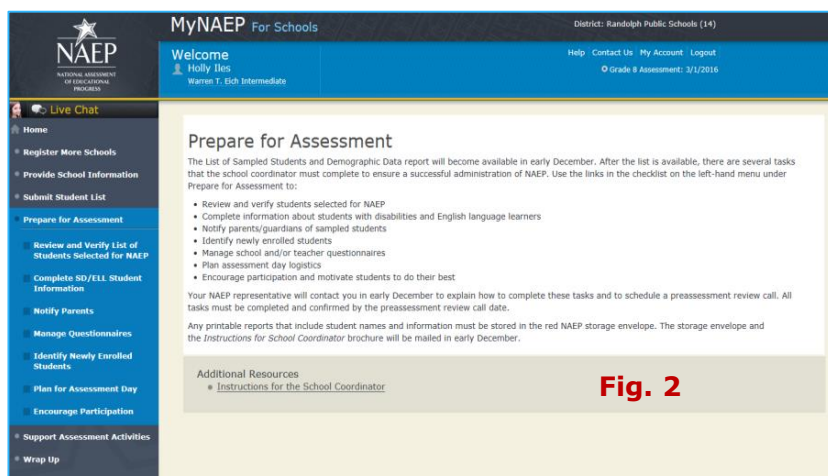 NAEP
NATIONAL ASSESSMENT
OF EDUCATIONAL
PROGRESS
MyNAEP For Schools
District: Randolph Public Schools (14)
Welcome
Holly Iles
Warren T. Eich Intermediate
Help Contact Us My Account Logout
Grade 8 Assessment: 3/1/2016
Live Chat
Home
Register More Schools
Provide School Information
Submit Student List
Prepare for Assessment
Review and Verify List of
Students Selected for NAEP
Complete SD/ELL Student
Information
Notify Parents
Manage Questionnaires
Identify Newly Enrolled
Students
Plan for Assessment Day
Encourage Participation
Support Assessment Activities
Wrap Up
Prepare for Assessment
The List of Sampled Students and Demographic Data report will become available in early December. After the list is available, there are several tasks
that the school coordinator must complete to ensure a successful administration of NAEP. Use the links in the checklist on the left-hand menu under
Prepare for Assessment to:
• Review and verify students selected for NAEP
• Complete information about students with disabilities and English language learners
• Notify parents/guardians of sampled students
• Identify newly enrolled students
• Manage school and/or teacher questionnaires
• Plan assessment day logistics
• Encourage participation and motivate students to do their best
Your NAEP representative will contact you in early December to explain how to complete these tasks and to schedule a preassessment review call. All
tasks must be completed and confirmed by the preassessment review call date.
Any printable reports that include student names and information must be stored in the red NAEP storage envelope. The storage envelope and
the Instructions for School Coordinator brochure will be mailed in early December.
Additional Resources
Instructions for the School Coordinator
Fig. 2